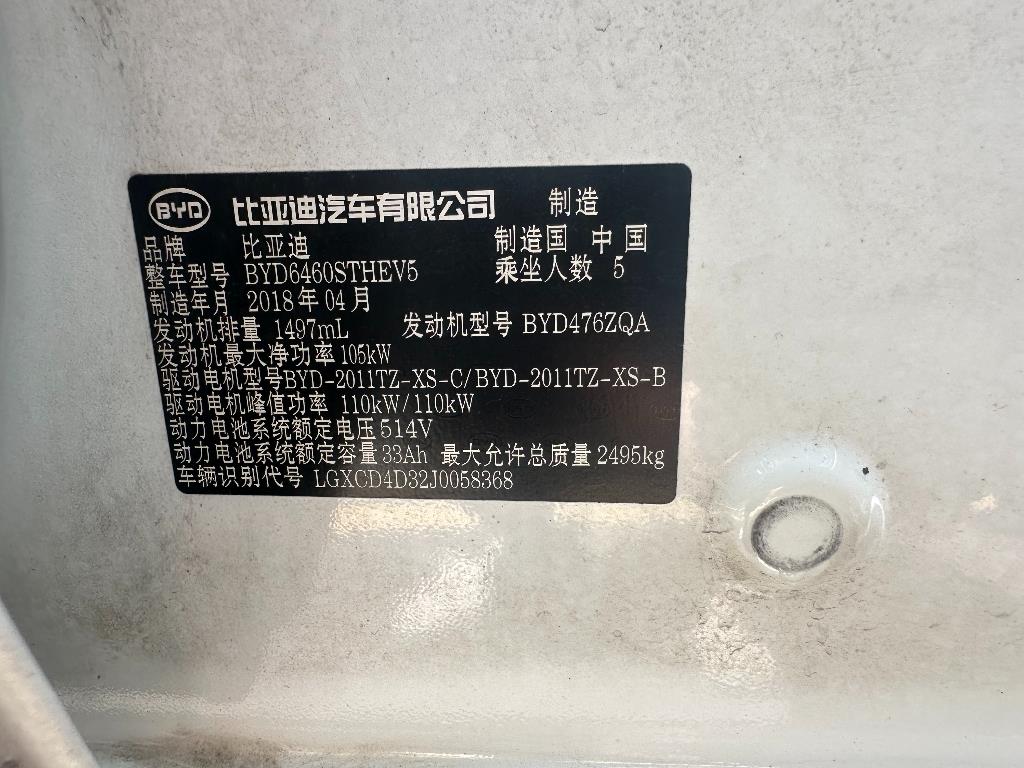 BYD 比亚迪汽车有限公司 制造
品牌 比亚迪 制造国 中国
整车型号 BYD6460STHEV5 乘坐人数 5
制造年月 2018年04月
发动机排量 1497mL 发动机型号 BYD476ZQA
发动机最大净功率 105kW
驱动电机型号BYD-2011TZ-XS-C/BYD-2011TZ-XS-B
驱动电机峰值功率 110kW/110kW
动力电池系统额定电压514V
动力电池系统额定容量33Ah 最大允许总质量 2495kg
车辆识别代号 LGXCD4D32J0058368